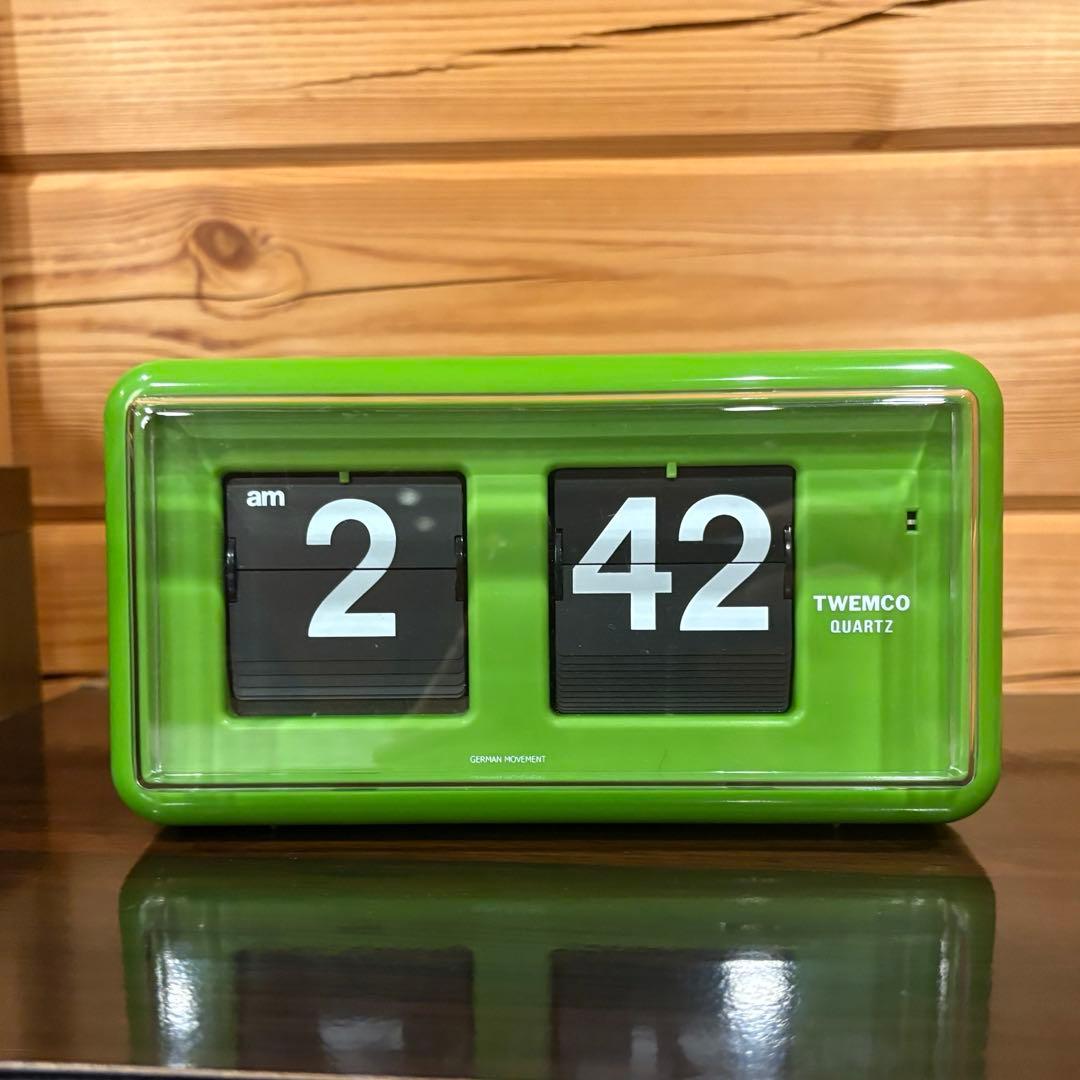 am
2
42
TWEMCO
QUARTZ
GERMAN MOVEMENT